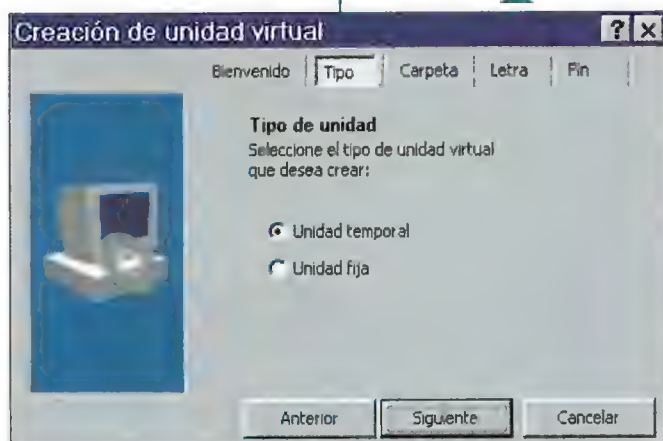 Creación de unidad virtual ? ×
Bienvenido Tipo Carpeta Letra Fin
Tipo de unidad
Seleccione el tipo de unidad virtual
que desea crear:
Unidad temporal
Unidad fija
Anterior Siguiente Cancelar